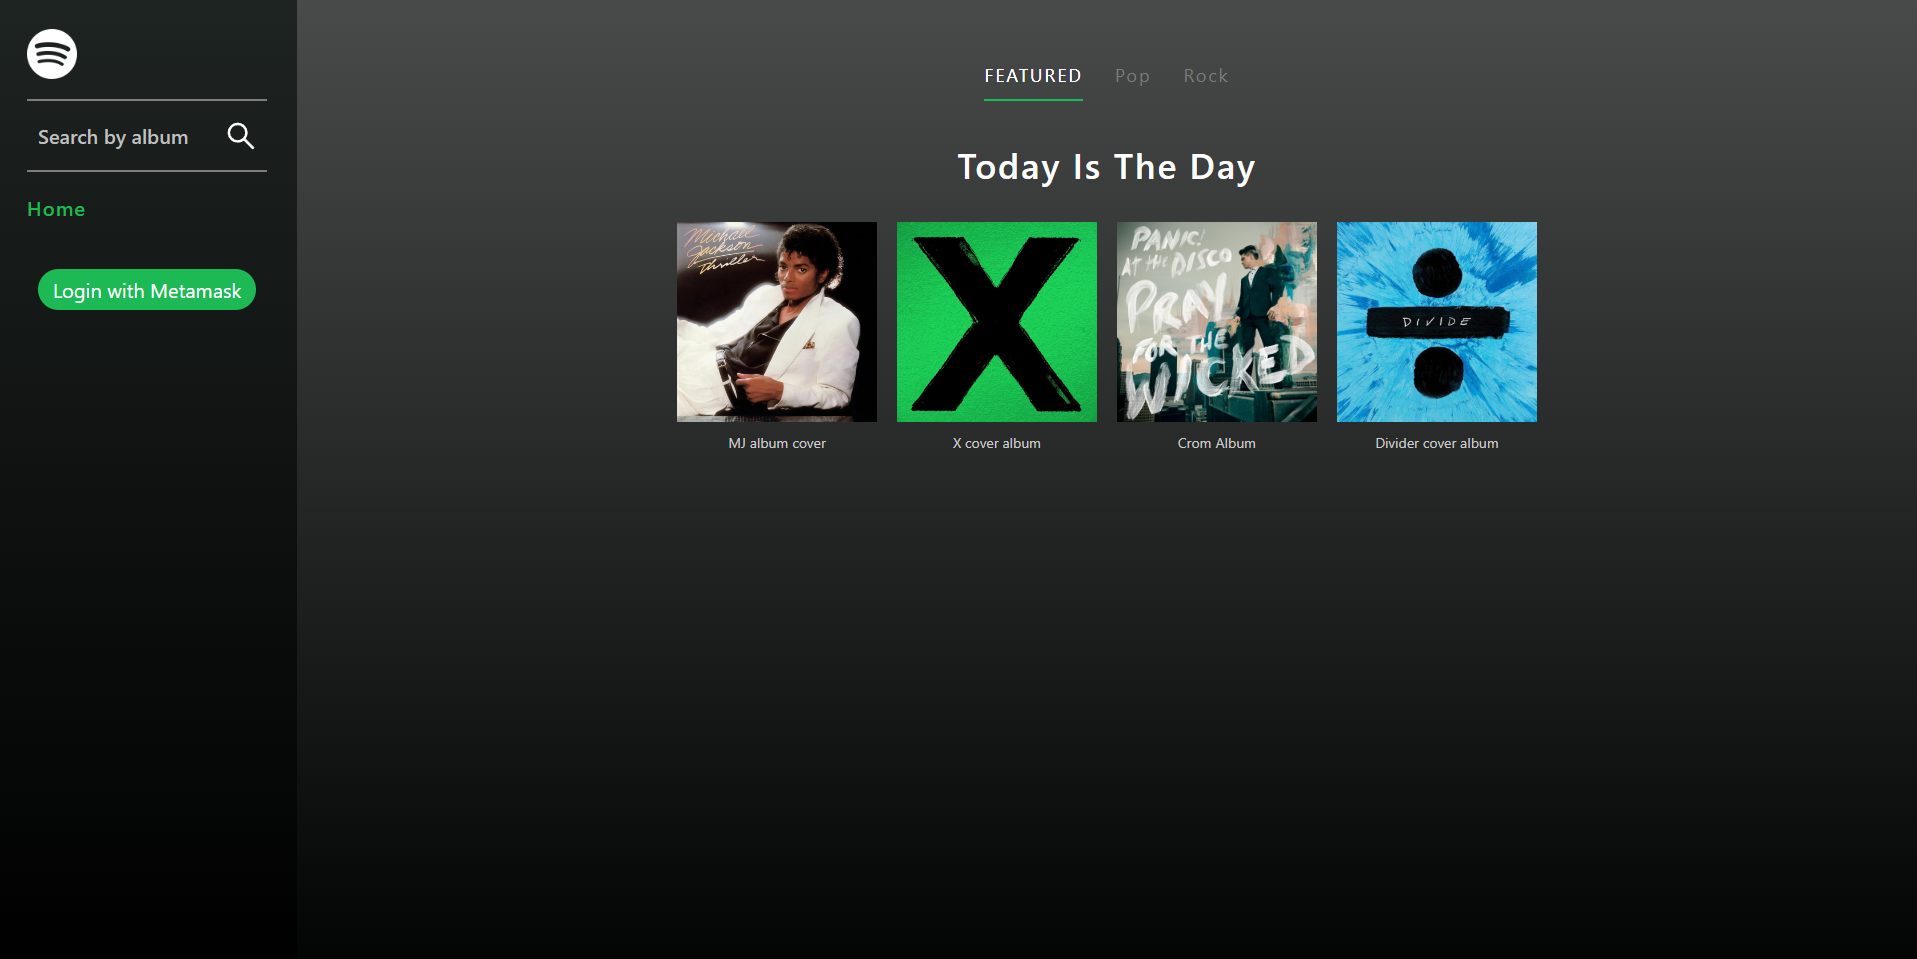 Search by album
Home
Login with Metamask
FEATURED Pop Rock
Today Is The Day
Michael
Jackson
Thriller
X
PANIC!
AT THE DISCO
PRAY
FOR THE
WICKED
DIVIDE
MJ album cover
X cover album
Crom Album
Divider cover album